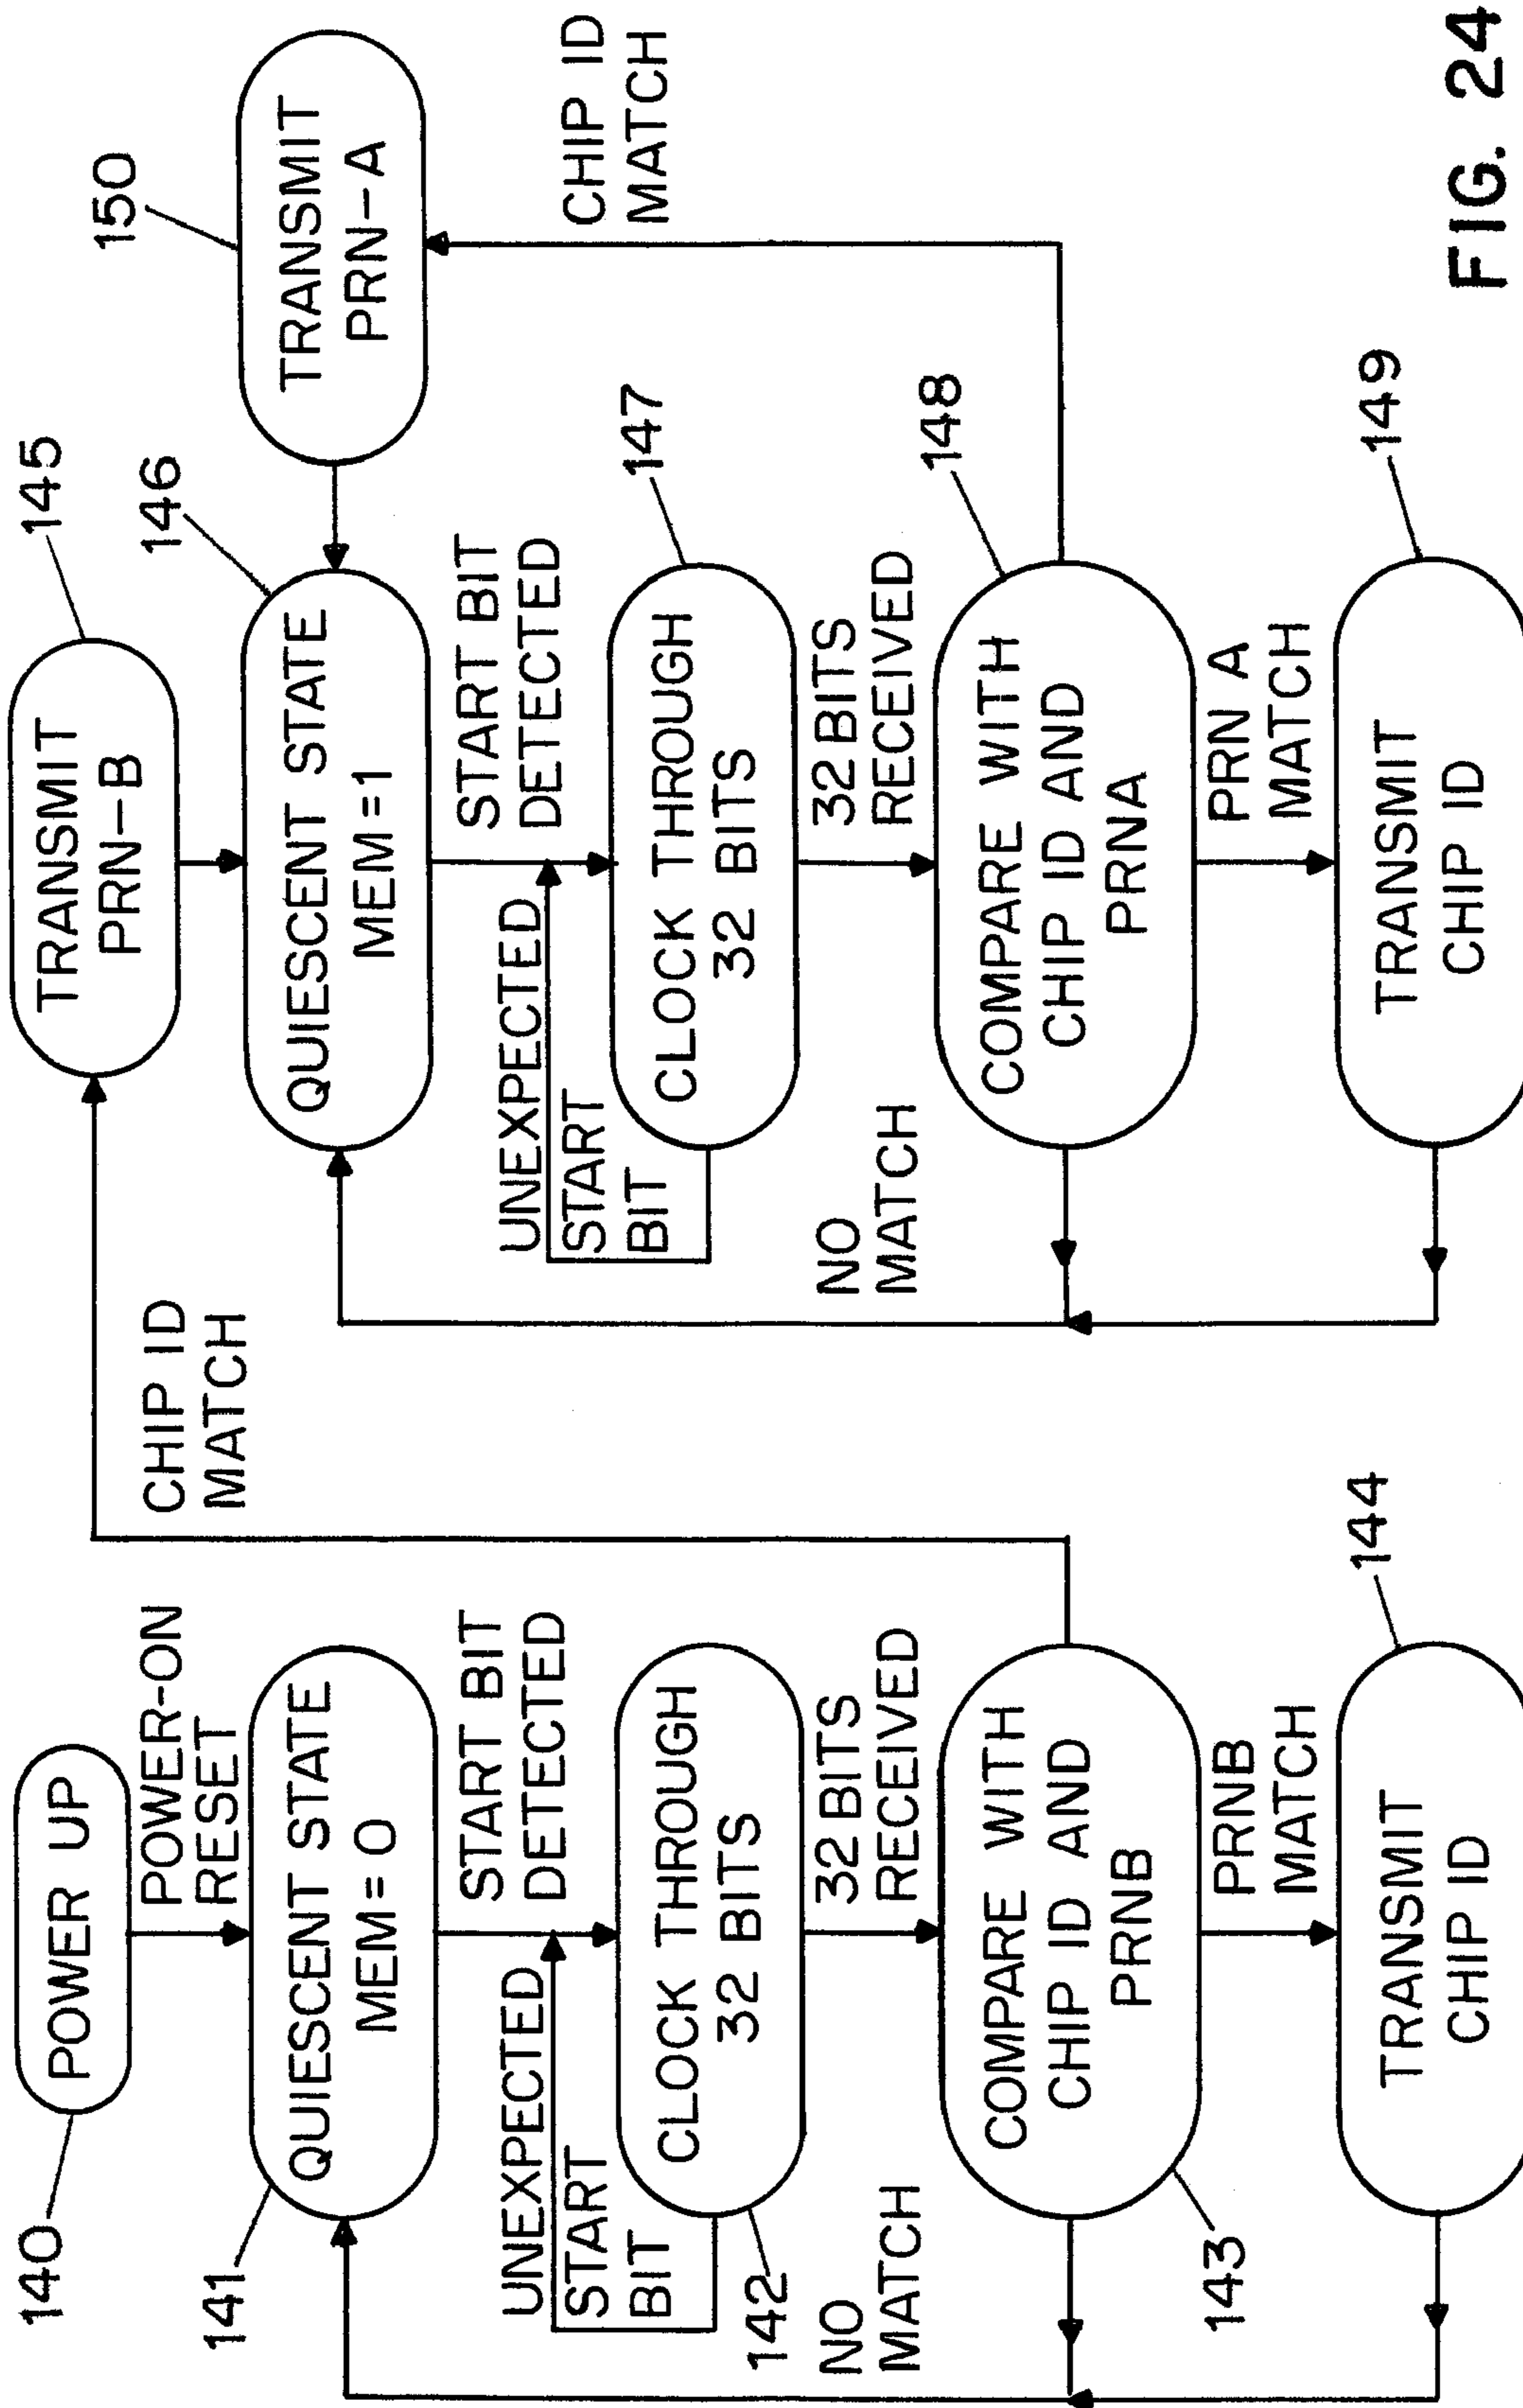 140
POWER UP
POWER-ON
RESET
141
QUIESCENT STATE
MEM = 0
START BIT
DETECTED
UNEXPECTED
START
BIT
CLOCK THROUGH
32 BITS
142
32 BITS
RECEIVED
NO
MATCH
COMPARE WITH
CHIP ID AND
PRNB
143
PRNB
MATCH
TRANSMIT
CHIP ID
144
CHIP ID
MATCH
TRANSMIT
PRN-B
145
QUIESCENT STATE
MEM = 1
146
START BIT
DETECTED
UNEXPECTED
START
BIT
CLOCK THROUGH
32 BITS
147
32 BITS
RECEIVED
NO
MATCH
COMPARE WITH
CHIP ID AND
PRNA
148
PRN A
MATCH
TRANSMIT
CHIP ID
149
150
TRANSMIT
PRN-A
CHIP ID
MATCH
FIG. 24